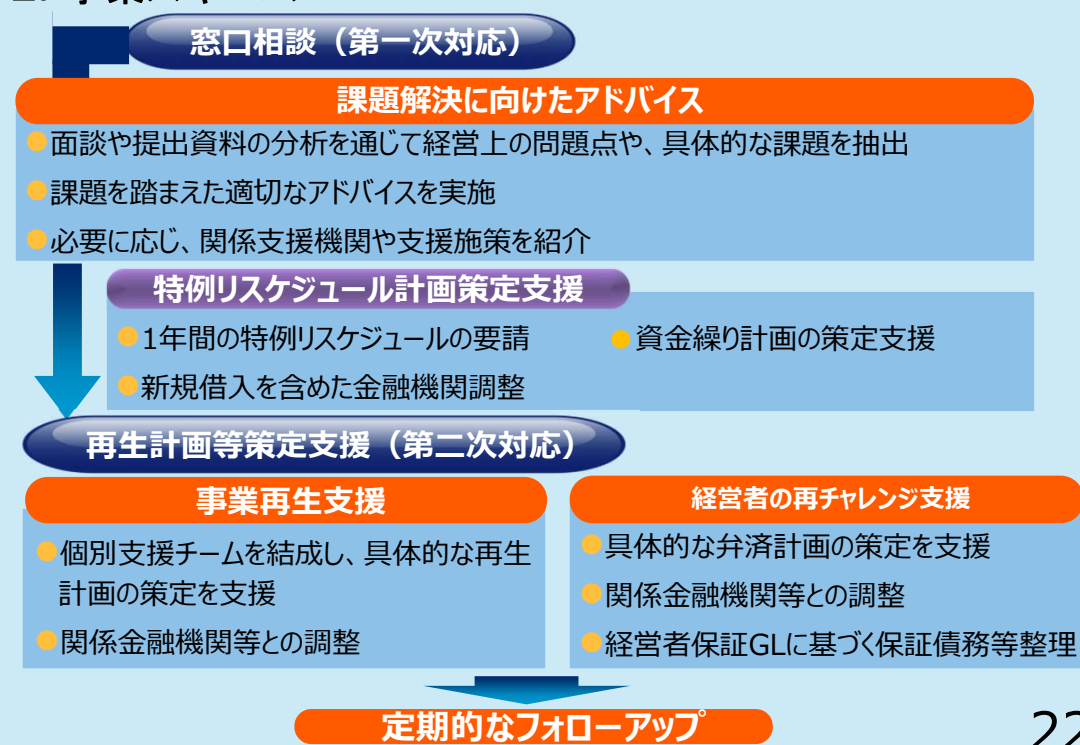 窓口相談（第一次対応）
課題解決に向けたアドバイス
面談や提出資料の分析を通じて経営上の問題点や、具体的な課題を抽出
課題を踏まえた適切なアドバイスを実施
必要に応じ、関係支援機関や支援施策を紹介
特例リスケジュール計画策定支援
1年間の特例リスケジュールの要請
資金繰り計画の策定支援
新規借入を含めた金融機関調整
再生計画等策定支援（第二次対応）
事業再生支援
個別支援チームを結成し、具体的な再生
計画の策定を支援
関係金融機関等との調整
経営者の再チャレンジ支援
具体的な弁済計画の策定を支援
関係金融機関等との調整
経営者保証GLに基づく保証債務等整理
定期的なフォローアップ
22